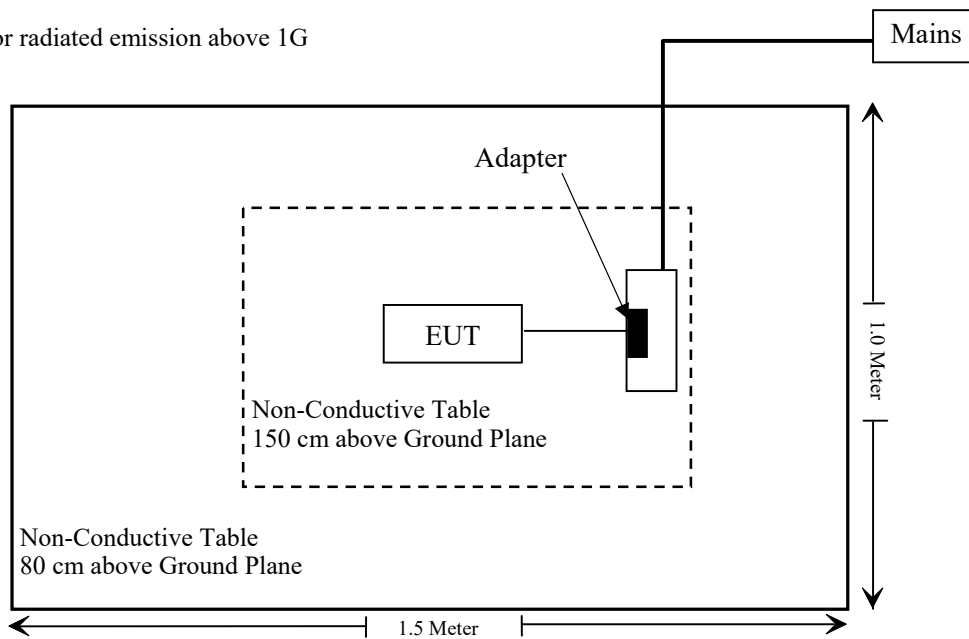 or radiated emission above 1G
Mains
Adapter
EUT
1.0 Meter
Non-Conductive Table
150 cm above Ground Plane
Non-Conductive Table
80 cm above Ground Plane
1.5 Meter